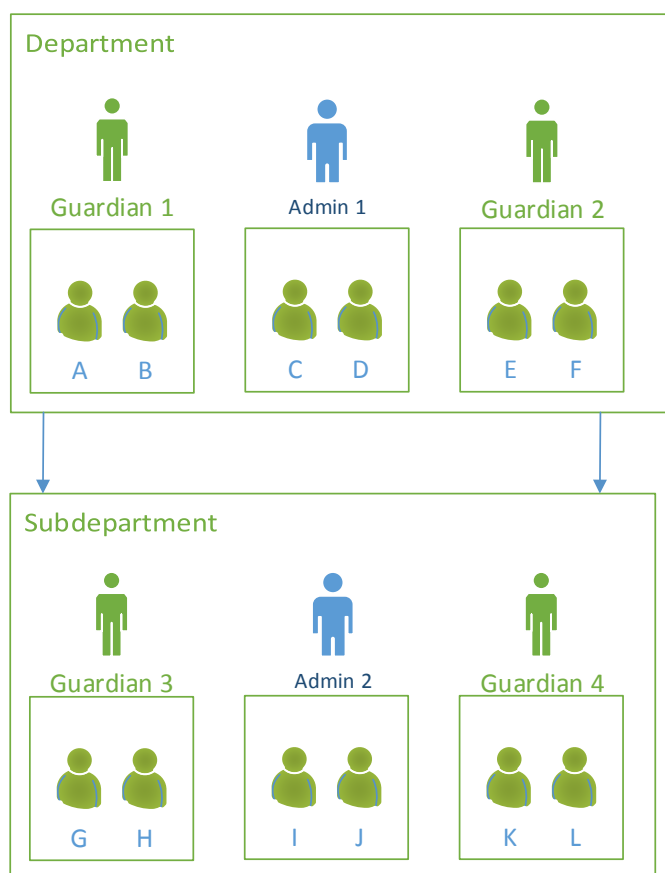 Department
Guardian 1 Admin 1 Guardian 2
A B C D E F
Subdepartment
Guardian 3 Admin 2 Guardian 4
G H I J K L